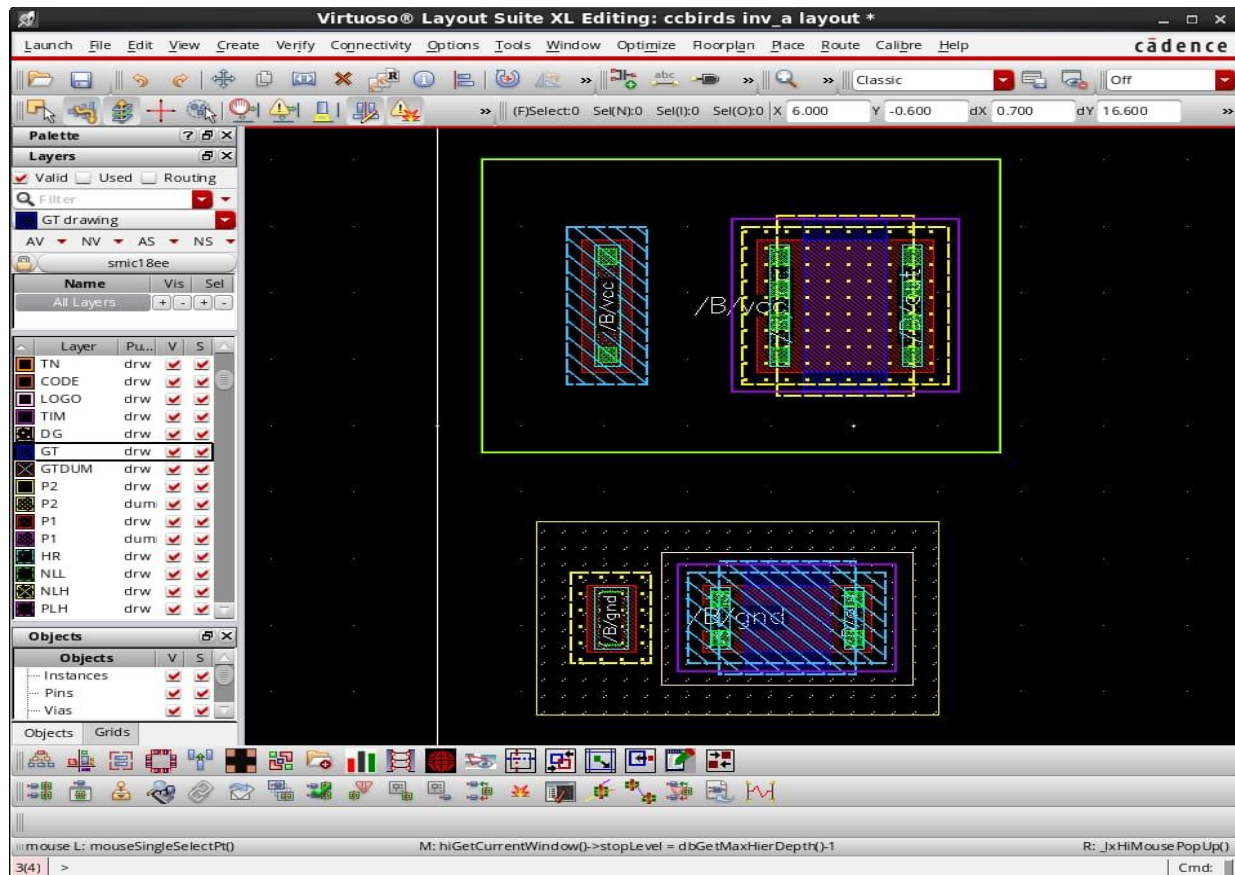 Virtuoso® Layout Suite XL Editing: ccbirds inv_a layout *
Launch File Edit View Create Verify Connectivity Options Tools Window Optimize Floorplan Place Route Calibre Help cādence
R abc » Classic Off
» (F)Select:0 Sel(N):0 Sel(I):0 Sel(O):0 X 6.000 Y -0.600 dX 0.700 dY 16.600 »
Palette
Layers
Valid Used Routing
Filter
GT drawing
AV NV AS NS
smic18ee
Name Vis Sel
All Layers + - + -
Layer Pu... V S
TN drw
CODE drw
LOGO drw
TIM drw
DG drw
GT drw
GTDUM drw
P2 drw
P2 dum
P1 drw
P1 dum
HR drw
NLL drw
NLH drw
PLH drw
Objects
Objects V S
Instances
Pins
Vias
Objects Grids
/B/vcc
/B/vcc
/B/out
/B/gnd
/B/gnd
mouse L: mouseSingleSelectPt() M: hiGetCurrentWindow()->stopLevel = dbGetMaxHierDepth()-1 R: _lxHiMousePopUp()
3(4) > Cmd: